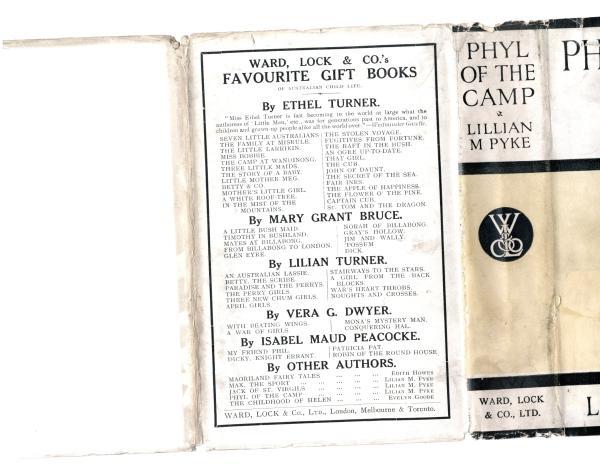 WARD, LOCK & CO.'s
FAVOURITE GIFT BOOKS
OF AUSTRALIAN CHILD LIFE.
By ETHEL TURNER.
"Miss Ethel Turner is fast becoming to the world at large what the
authoress of 'Little Men,' etc., was for generations past to America, and to
children and grown-up people alike all the world over."—Westminster Gazette.
SEVEN LITTLE AUSTRALIANS
THE FAMILY AT MISRULE.
THE LITTLE LARRIKIN.
MISS BOBBIE.
THE CAMP AT WANDINONG.
THREE LITTLE MAIDS.
THE STORY OF A BABY.
LITTLE MOTHER MEG.
BETTY & CO.
MOTHER'S LITTLE GIRL.
A WHITE ROOF-TREE.
IN THE MIST OF THE
MOUNTAINS.
THE STOLEN VOYAGE.
FUGITIVES FROM FORTUNE.
THE RAFT IN THE BUSH.
AN OGRE UP-TO-DATE.
THAT GIRL.
THE CUB.
JOHN OF DAUNT.
THE SECRET OF THE SEA.
FAIR INES.
THE APPLE OF HAPPINESS.
THE FLOWER O' THE PINE.
CAPTAIN CUB.
St. TOM AND THE DRAGON.
By MARY GRANT BRUCE.
A LITTLE BUSH MAID.
TIMOTHY IN BUSHLAND.
MATES AT BILLABONG.
FROM BILLABONG TO LONDON.
GLEN EYRE.
NORAH OF BILLABONG.
GRAY'S HOLLOW.
JIM AND WALLY.
'POSSUM
DICK.
By LILIAN TURNER.
AN AUSTRALIAN LASSIE.
BETTY, THE SCRIBE.
PARADISE AND THE PERRYS.
THE PERRY GIRLS.
THREE NEW CHUM GIRLS.
APRIL GIRLS.
STAIRWAYS TO THE STARS.
A GIRL FROM THE BACK
BLOCKS.
WAR'S HEART THROBS.
NOUGHTS AND CROSSES.
By VERA G. DWYER.
WITH BEATING WINGS.
A WAR OF GIRLS.
MONA'S MYSTERY MAN.
CONQUERING HAL.
By ISABEL MAUD PEACOCKE.
MY FRIEND PHIL.
DICKY, KNIGHT ERRANT.
PATRICIA PAT.
ROBIN OF THE ROUND HOUSE
By OTHER AUTHORS.
MAORILAND FAIRY TALES ... ... ... Edith Howes
MAX, THE SPORT ... ... ... ... Lilian M. Pyke
JACK OF ST. VIRGILS ... ... ... Lilian M. Pyke
PHYL OF THE CAMP ... ... ... Lilian M. Pyke
THE CHILDHOOD OF HELEN ... ... ... Evelyn Goode
WARD, LOCK & Co., Ltd., London, Melbourne & Toronto.
PHYL
OF THE
CAMP
LILLIAN
M PYKE
WARD, LOCK
& CO., LTD.
PH
L